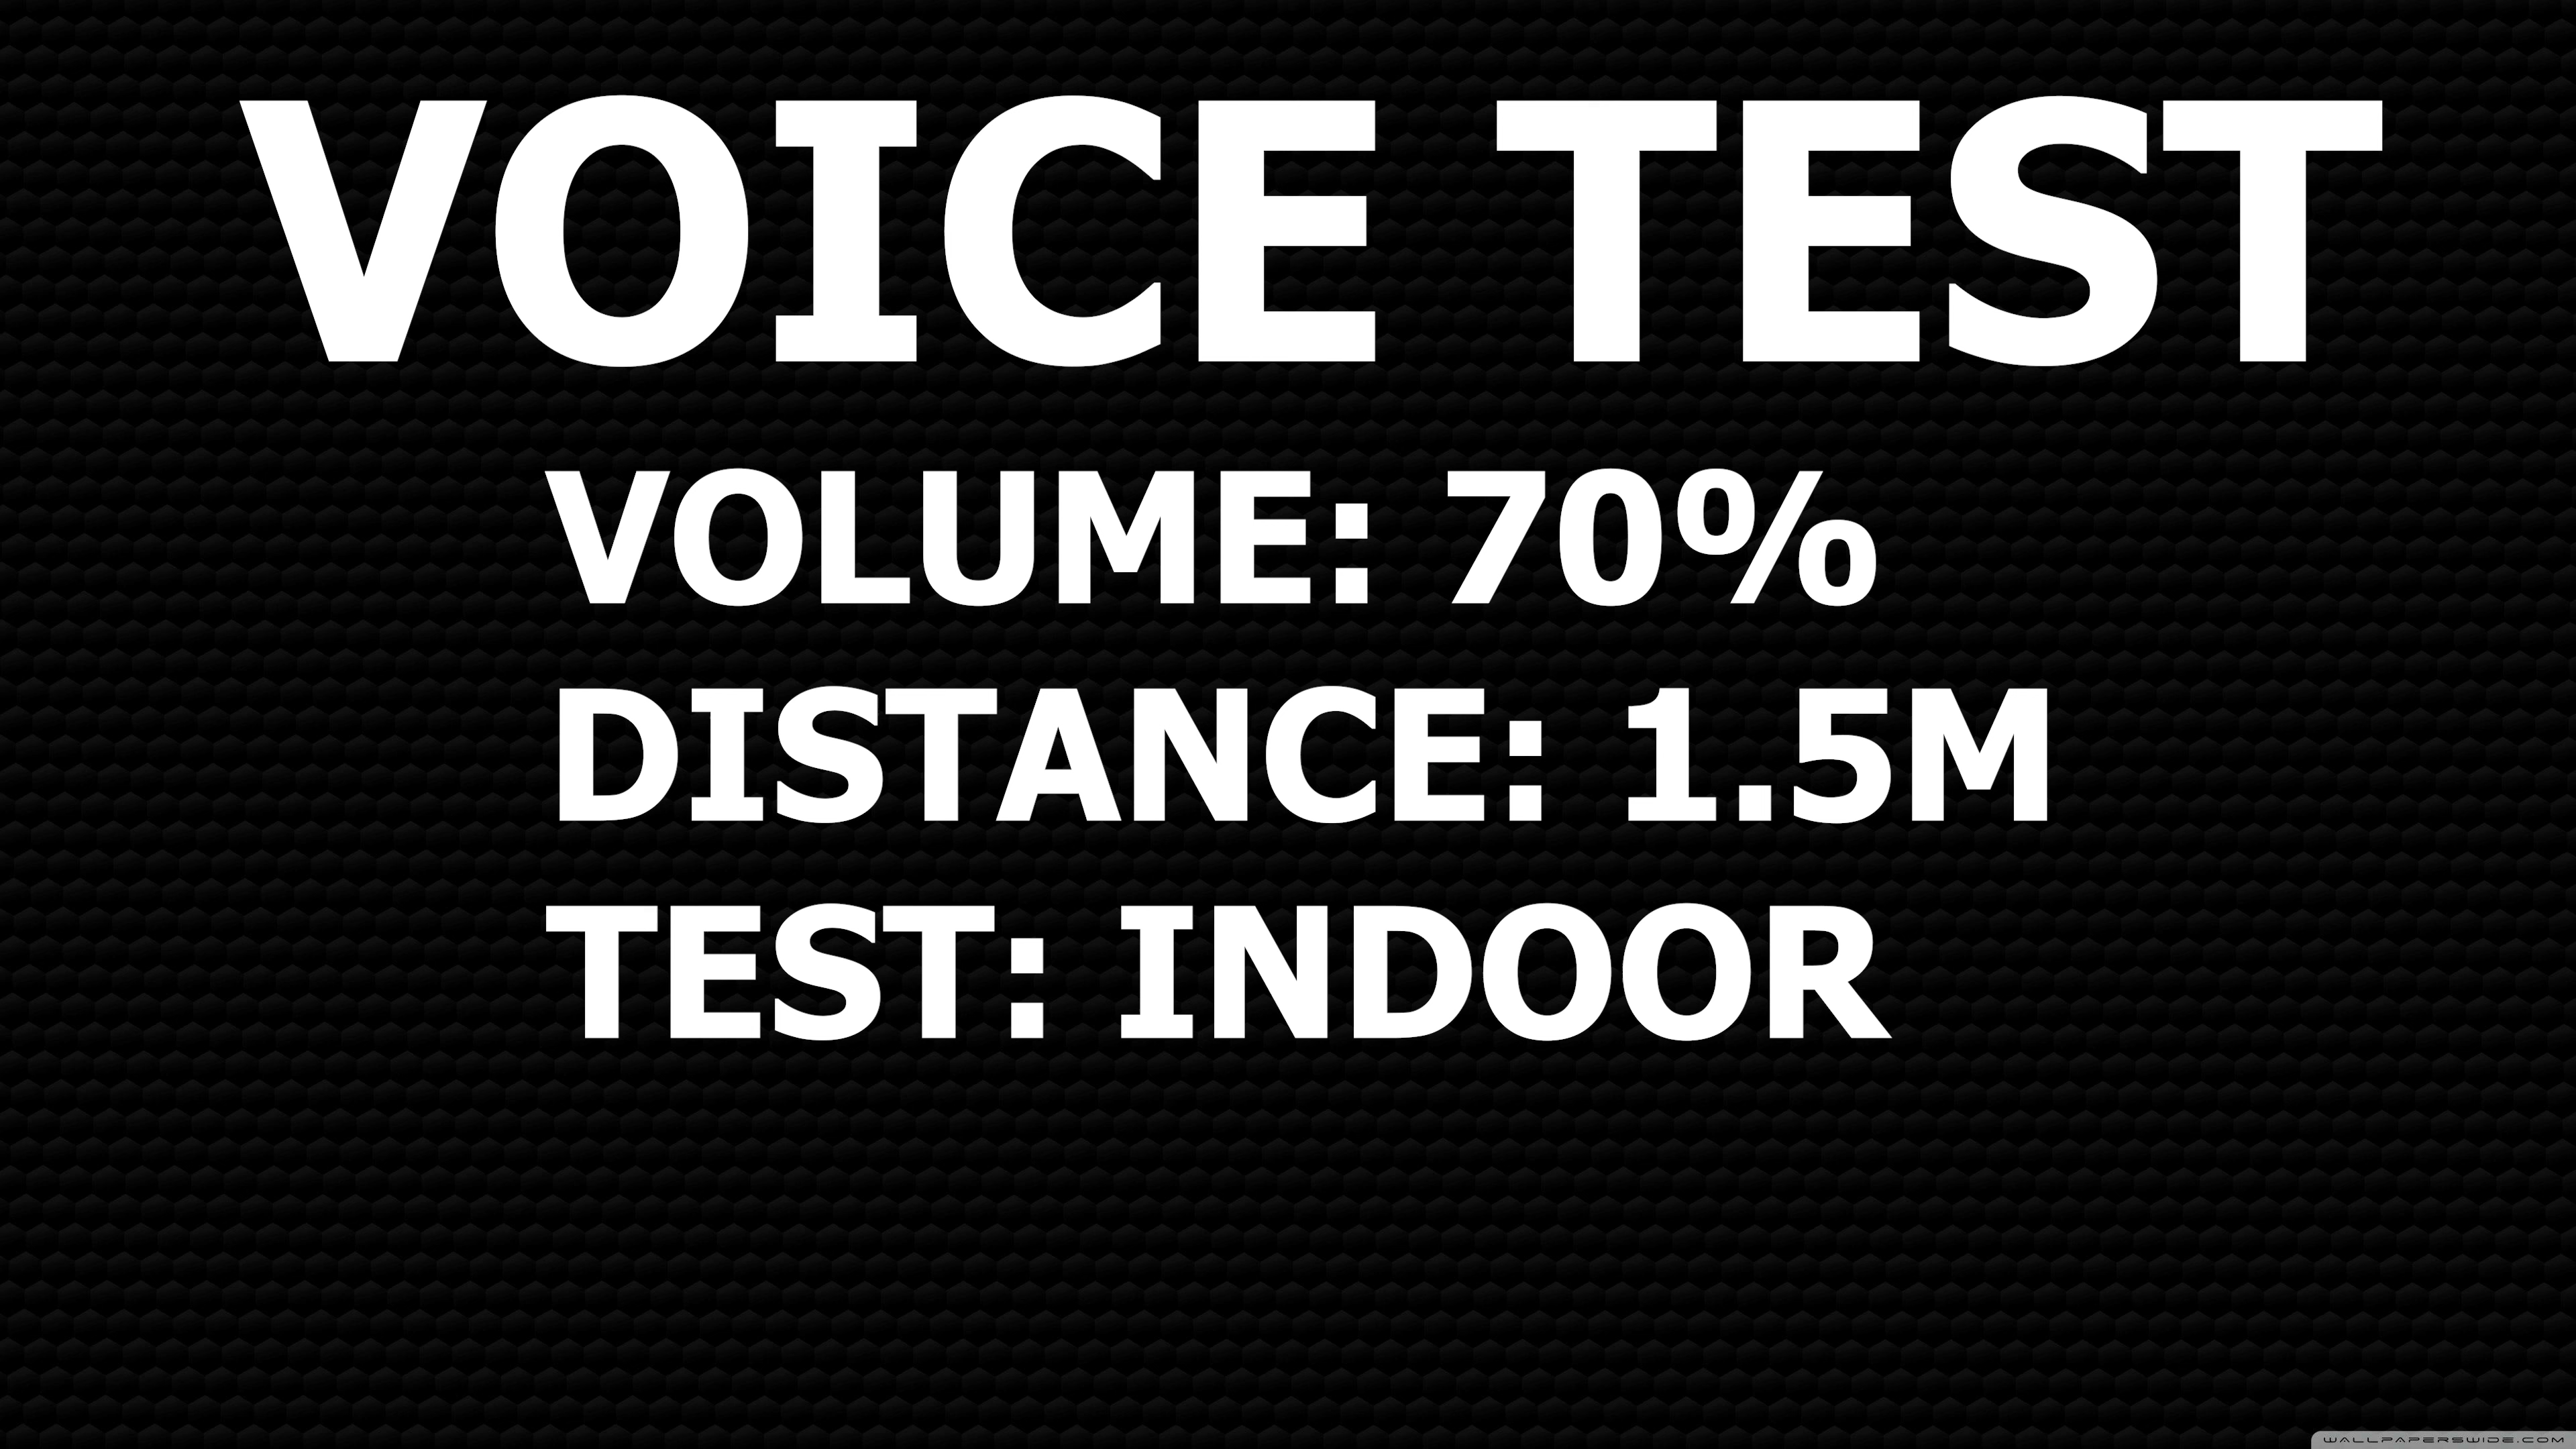 VOICE TEST
VOLUME: 70%
DISTANCE: 1.5M
TEST: INDOOR
WALLPAPERSWIDE.COM